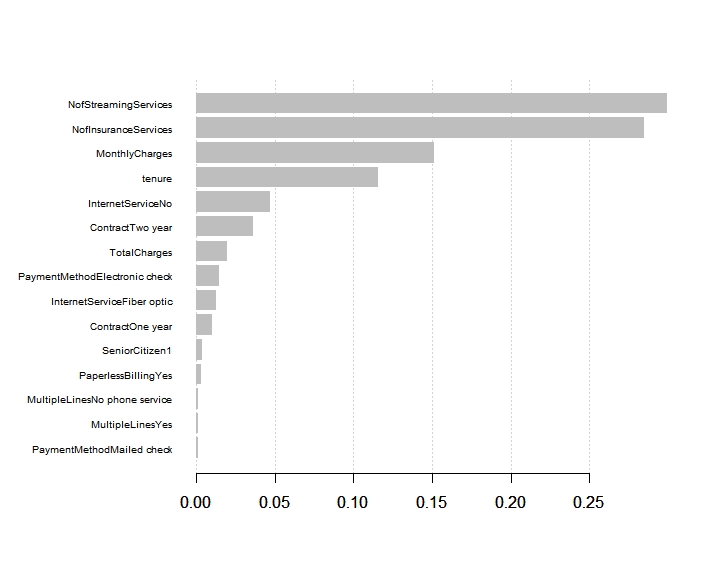 NofStreamingServices
NofInsuranceServices
MonthlyCharges
tenure
InternetServiceNo
ContractTwo year
TotalCharges
PaymentMethodElectronic check
InternetServiceFiber optic
ContractOne year
SeniorCitizen1
PaperlessBillingYes
MultipleLinesNo phone service
MultipleLinesYes
PaymentMethodMailed check
0.00 0.05 0.10 0.15 0.20 0.25